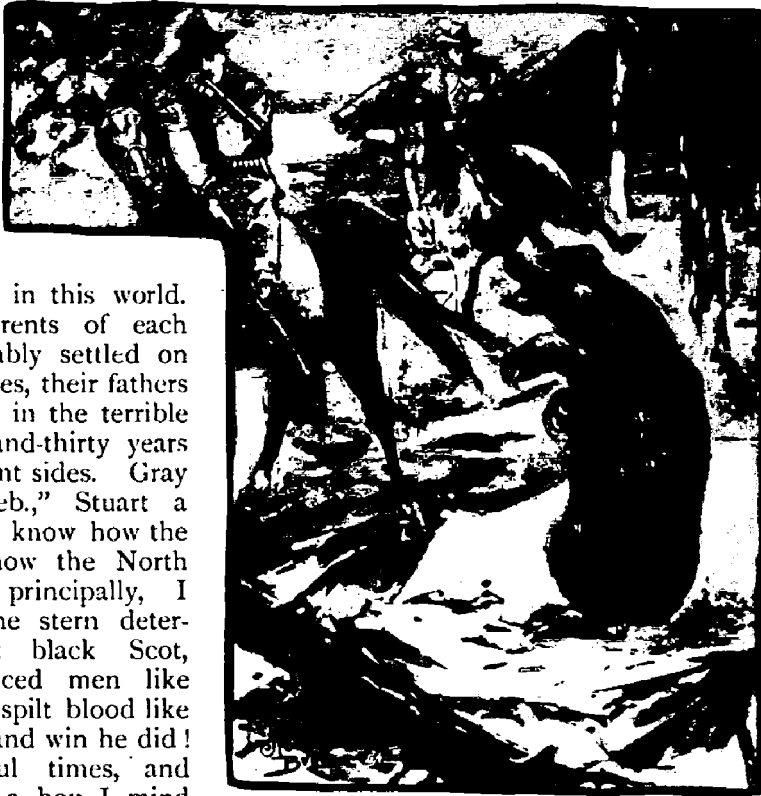 in this world.
rents of each
ably settled on
es, their fathers
in the terrible
and-thirty years
nt sides. Gray
eb.," Stuart a
know how the
now the North
principally, I
ne stern deter-
black Scot,
ced men like
spilt blood like
and win he did!
ul times, and